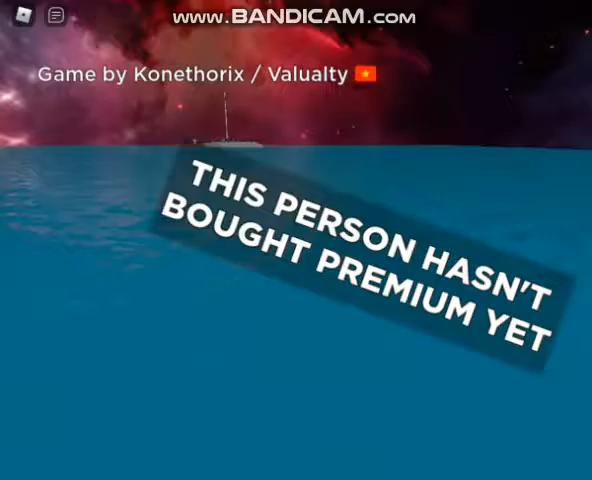 www.BANDICAM.com
Game by Konethorix / Valualty 🇻🇳
THIS PERSON HASN'T
BOUGHT PREMIUM YET